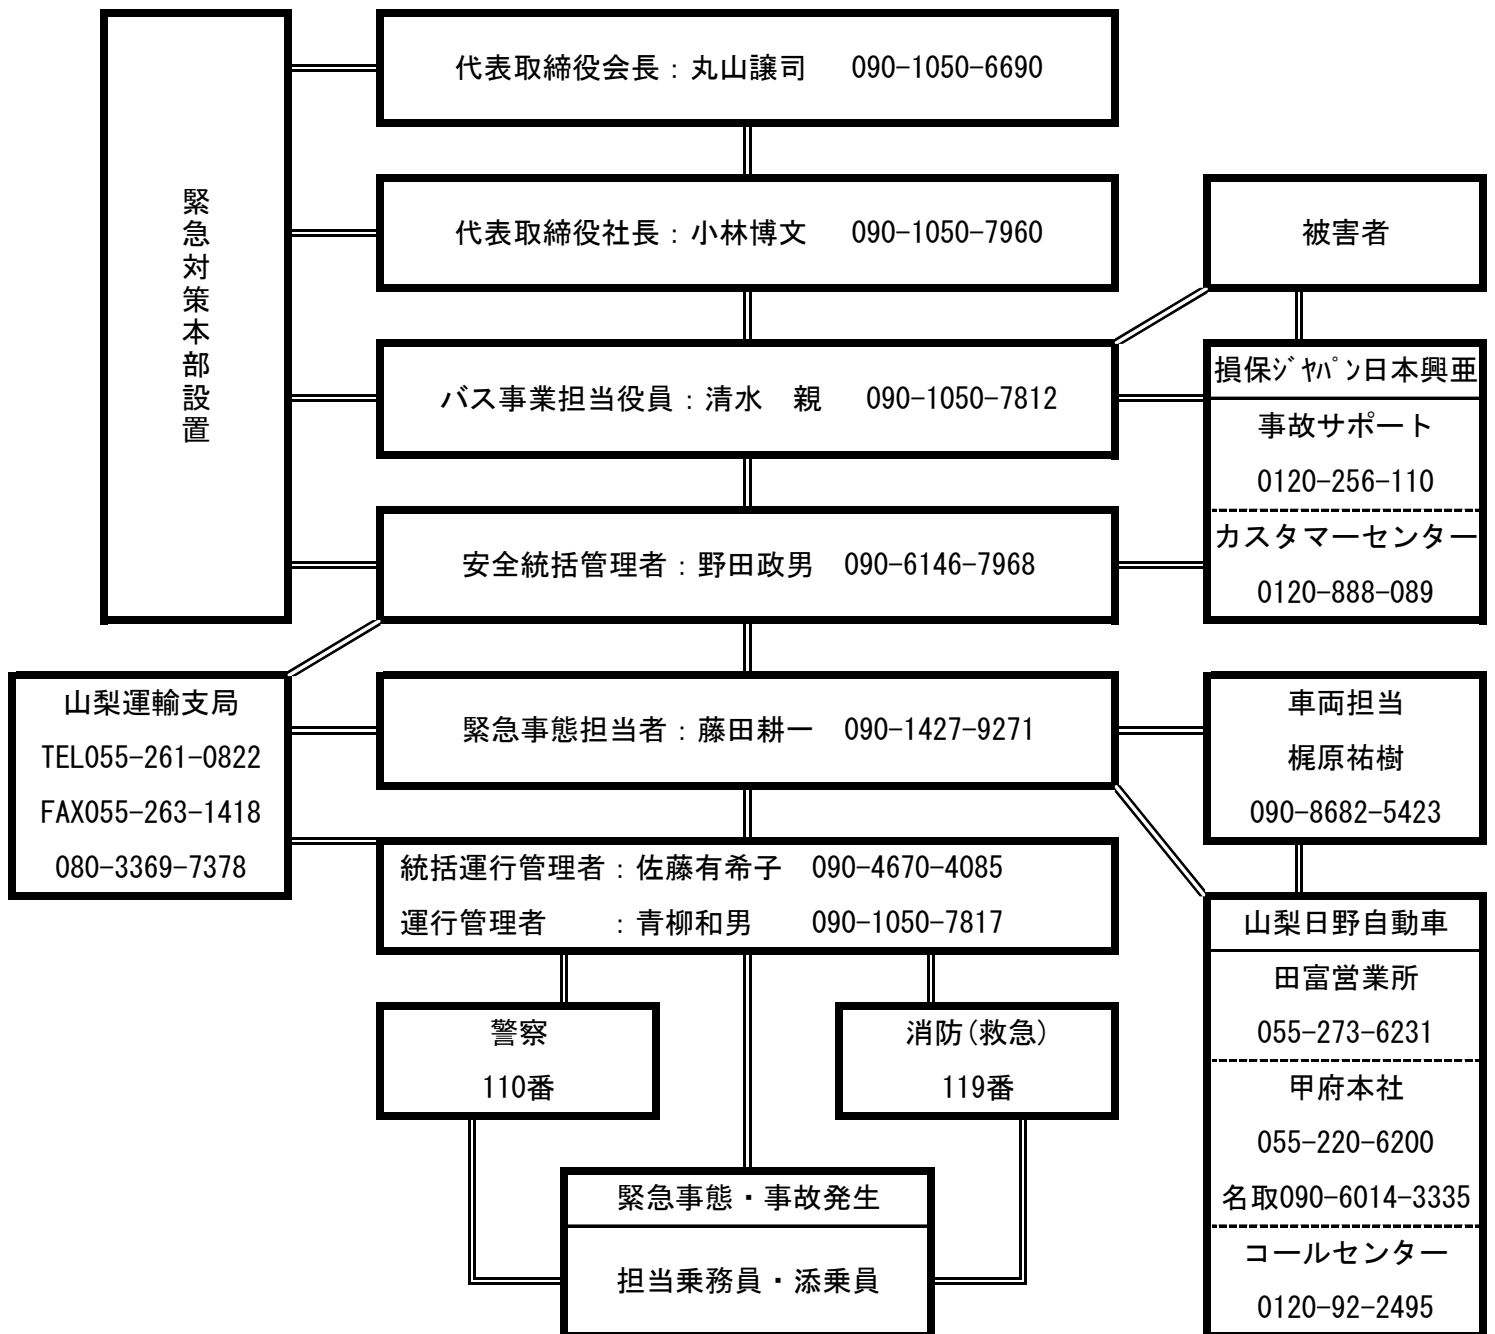 代表取締役会長：丸山譲司　090-1050-6690
緊急対策本部設置
代表取締役社長：小林博文　090-1050-7960
被害者
バス事業担当役員：清水　親　090-1050-7812
損保ｼﾞｬﾊﾟﾝ日本興亜
事故サポート
0120-256-110
カスタマーセンター
0120-888-089
安全統括管理者：野田政男　090-6146-7968
山梨運輸支局
TEL055-261-0822
FAX055-263-1418
080-3369-7378
緊急事態担当者：藤田耕一　090-1427-9271
車両担当
梶原祐樹
090-8682-5423
統括運行管理者：佐藤有希子　090-4670-4085
運行管理者　　：青柳和男　　090-1050-7817
山梨日野自動車
田富営業所
055-273-6231
甲府本社
055-220-6200
名取090-6014-3335
コールセンター
0120-92-2495
警察
110番
消防(救急)
119番
緊急事態・事故発生
担当乗務員・添乗員